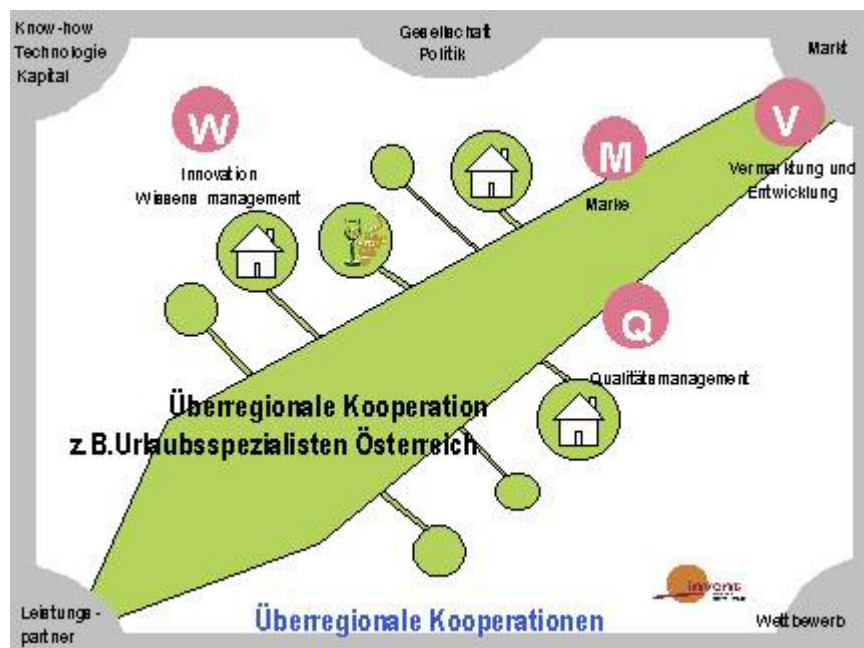 Know-how
Technologie
Kapital
Gesellschaft
Politik
Markt
W
Innovation
Wissens management
M
Marke
V
Vermarktung und
Entwicklung
Q
Qualitätsmanagement
Überregionale Kooperation
z.B.Urlaubsspezialisten Österreich
Leistungs-
partner
Überregionale Kooperationen
invent
Wettbewerb